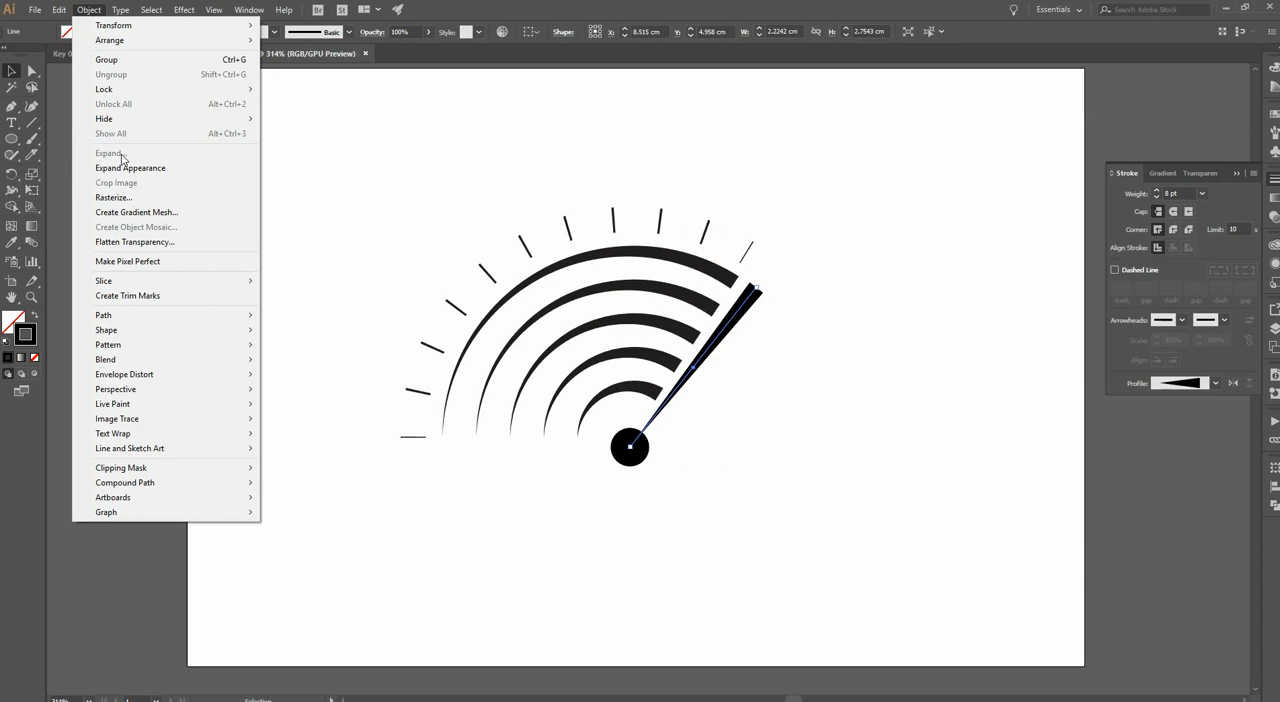 Ai File Edit Object Type Select Effect View Window Help Br St Essentials Search Adobe Stock
Line Basic Opacity: 100% Style: Shape: X: 8.515 cm Y: 4.958 cm W: 2.2242 cm H: 2.7543 cm
Key 0 @ 314% (RGB/GPU Preview) ×
Transform
Arrange
Group Ctrl+G
Ungroup Shift+Ctrl+G
Lock
Unlock All Alt+Ctrl+2
Hide
Show All Alt+Ctrl+3
Expand...
Expand Appearance
Crop Image
Rasterize...
Create Gradient Mesh...
Create Object Mosaic...
Flatten Transparency...
Make Pixel Perfect
Slice
Create Trim Marks
Path
Shape
Pattern
Blend
Envelope Distort
Perspective
Live Paint
Image Trace
Text Wrap
Line and Sketch Art
Clipping Mask
Compound Path
Artboards
Graph
Stroke Gradient Transparen
Weight: 8 pt
Cap:
Corner: Limit: 10 x
Align Stroke:
Dashed Line
dash gap dash gap dash gap
Arrowheads:
Scale: 100% 100%
Align:
Profile:
314% 1 Selection